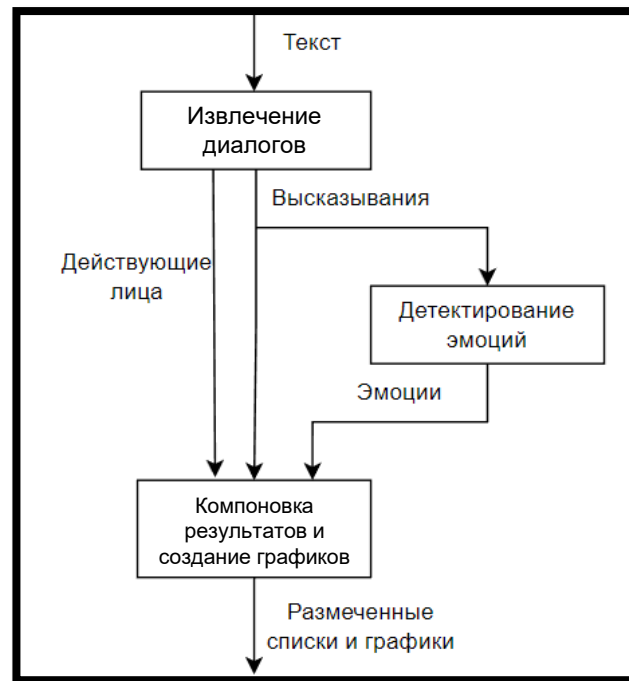 Текст
Извлечение
диалогов
Высказывания
Действующие
лица
Детектирование
эмоций
Эмоции
Компоновка
результатов и
создание графиков
Размеченные
списки и графики